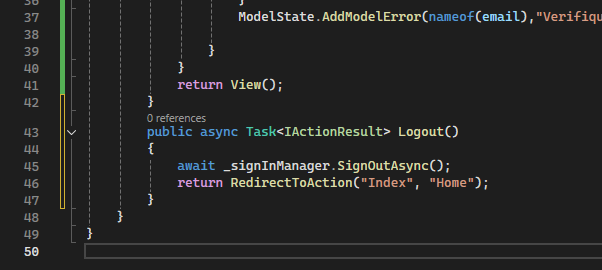 36 }
37 ModelState.AddModelError(nameof(email),"Verifiqu
38
39 }
40 }
41 return View();
42 }
0 references
43 public async Task<IActionResult> Logout()
44 {
45 await _signInManager.SignOutAsync();
46 return RedirectToAction("Index", "Home");
47 }
48 }
49 }
50